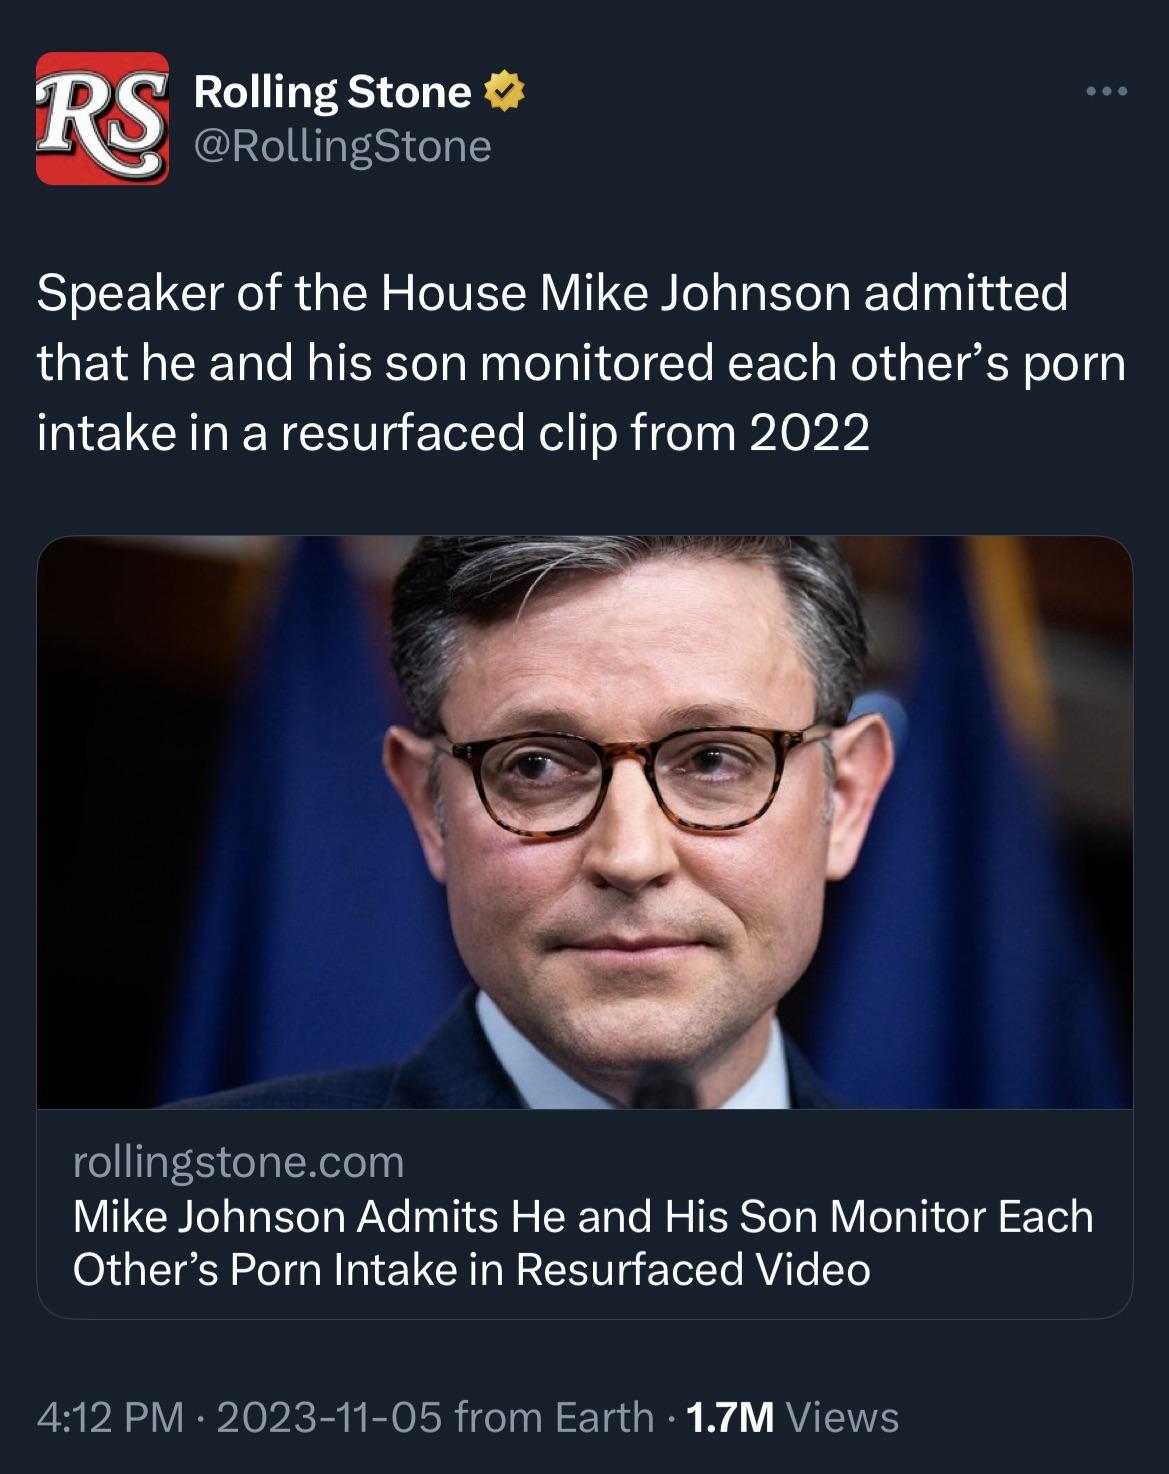 RS
Rolling Stone
@RollingStone
Speaker of the House Mike Johnson admitted
that he and his son monitored each other’s porn
intake in a resurfaced clip from 2022
rollingstone.com
Mike Johnson Admits He and His Son Monitor Each
Other’s Porn Intake in Resurfaced Video
4:12 PM · 2023-11-05 from Earth · 1.7M Views